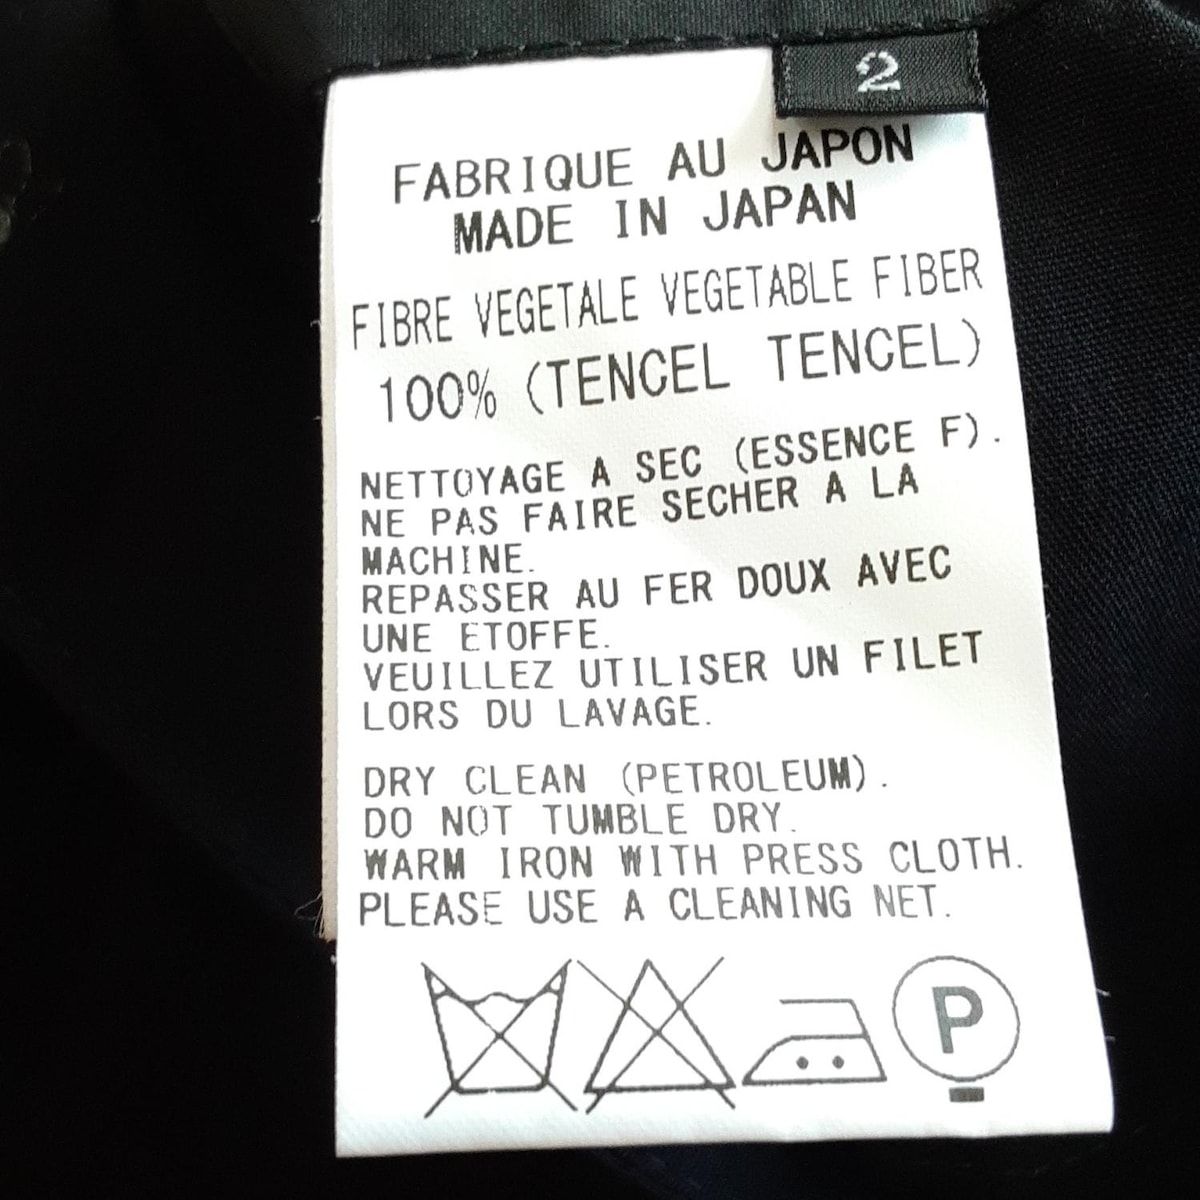 2
FABRIQUE AU JAPON
MADE IN JAPAN
FIBRE VEGETALE VEGETABLE FIBER
100% (TENCEL TENCEL)
NETTOYAGE A SEC (ESSENCE F).
NE PAS FAIRE SECHER A LA
MACHINE.
REPASSER AU FER DOUX AVEC
UNE ETOFFE.
VEUILLEZ UTILISER UN FILET
LORS DU LAVAGE.
DRY CLEAN (PETROLEUM).
DO NOT TUMBLE DRY.
WARM IRON WITH PRESS CLOTH.
PLEASE USE A CLEANING NET.
P